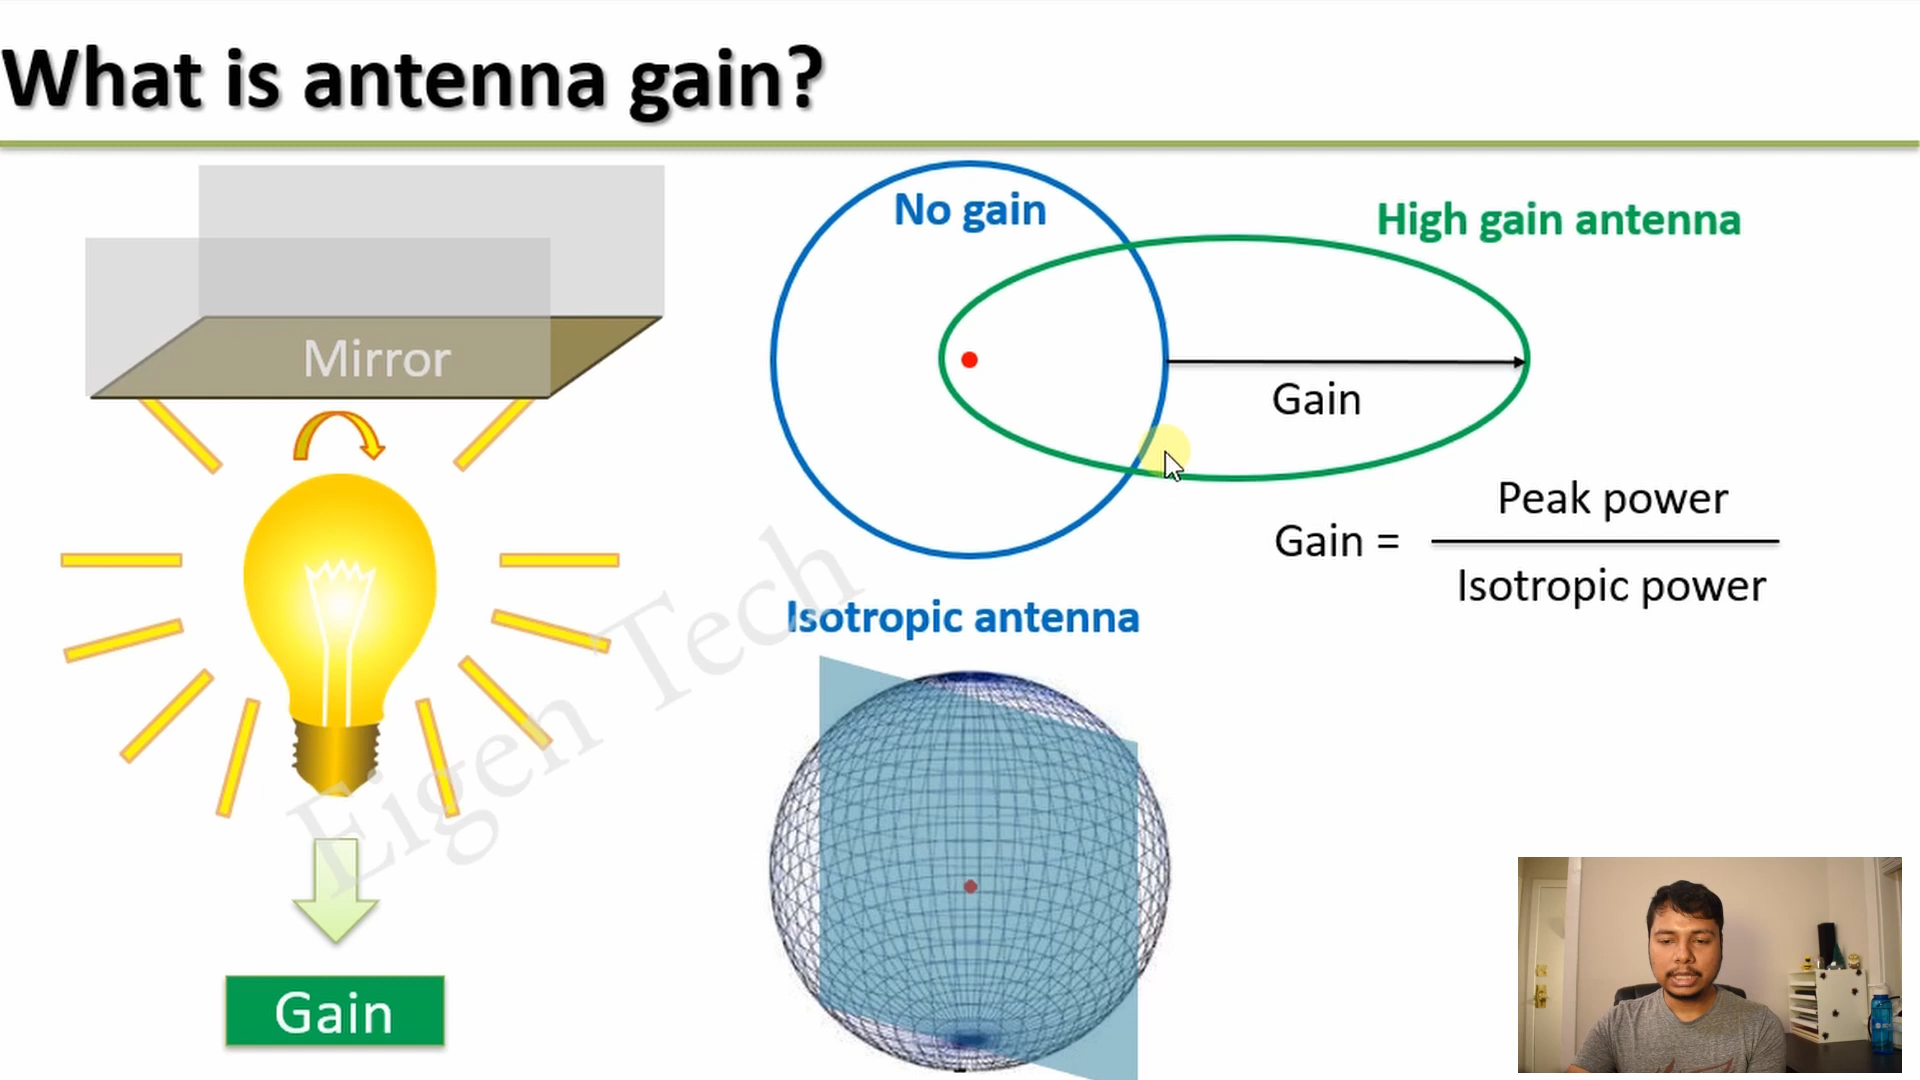 What is antenna gain?
Mirror
Gain
No gain
High gain antenna
Gain
Gain =
Peak power
Isotropic power
Isotropic antenna
Eigen Tech